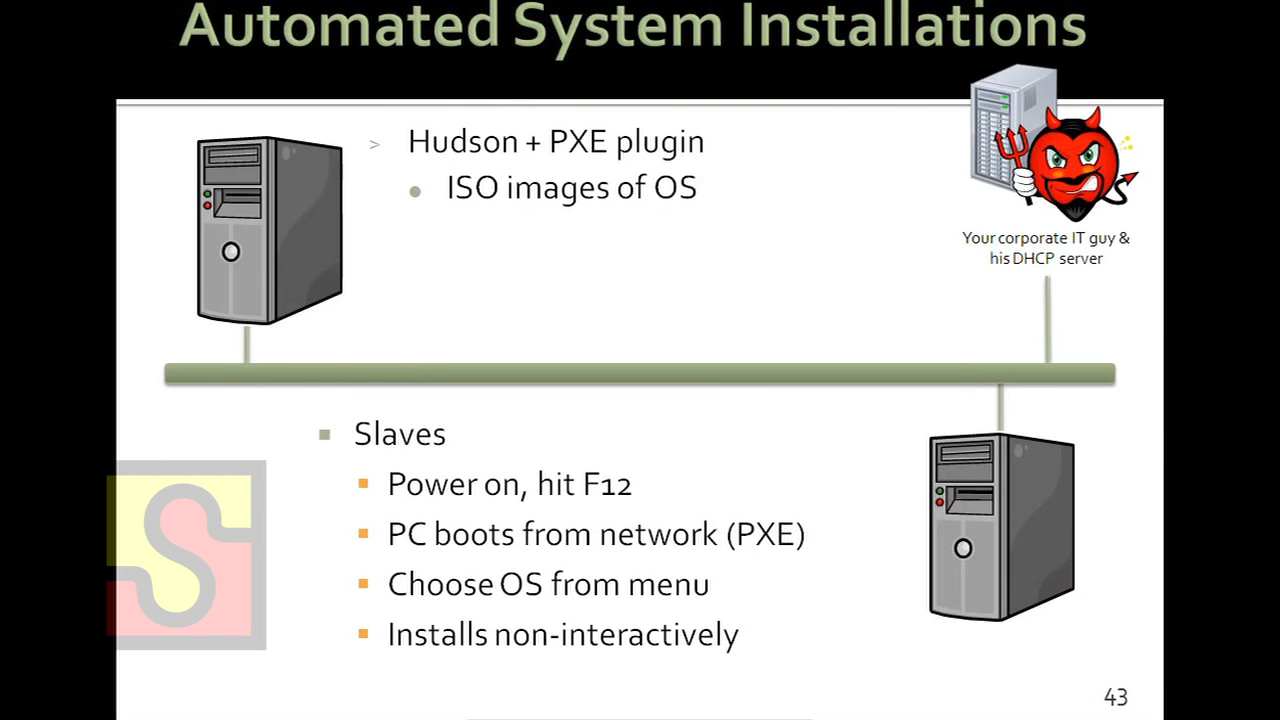 Automated System Installations
> Hudson + PXE plugin
● ISO images of OS
Your corporate IT guy &
his DHCP server
▪ Slaves
▪ Power on, hit F12
▪ PC boots from network (PXE)
▪ Choose OS from menu
▪ Installs non-interactively
S
43